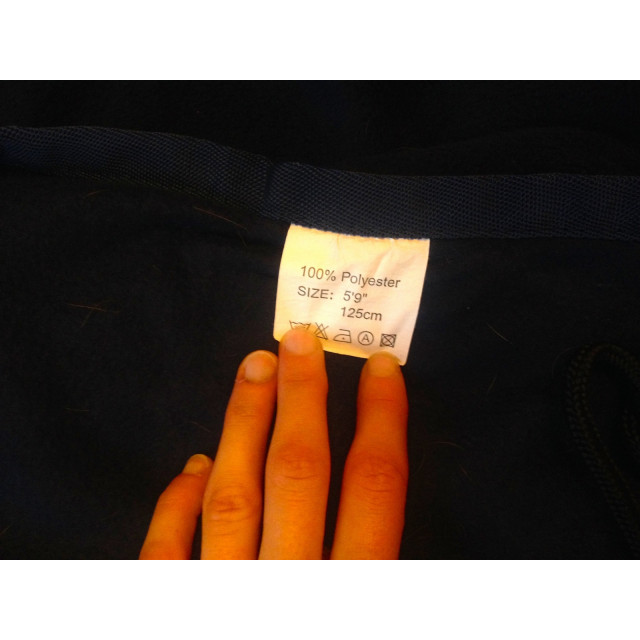 100% Polyester
SIZE: 5'9"
125cm
A